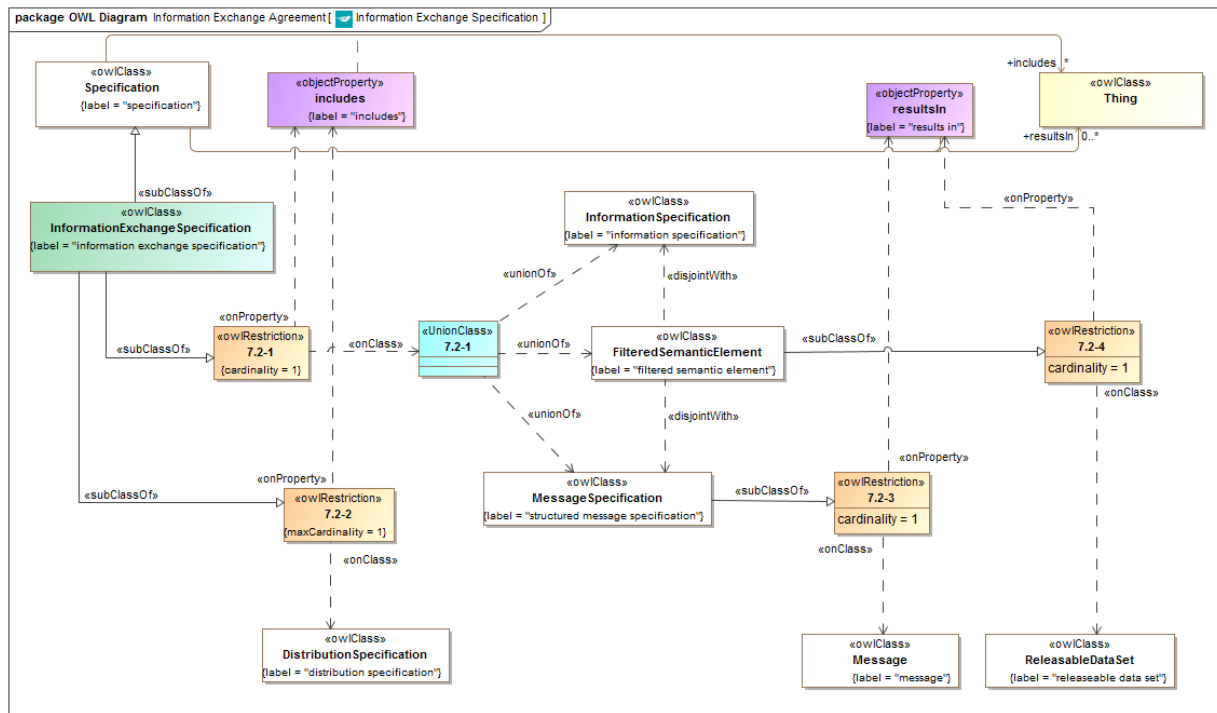 package OWL Diagram Information Exchange Agreement[ Information Exchange Specification ]
«owlClass»
Specification
{label = "specification"}
«objectProperty»
includes
{label = "includes"}
«objectProperty»
resultsIn
{label = "results in"}
+includes *
«owlClass»
Thing
+resultsIn 0..*
«subClassOf»
«owlClass»
InformationExchangeSpecification
{label = "information exchange specification"}
«owlClass»
InformationSpecification
{label = "information specification"}
«onProperty»
«unionOf»
«disjointWith»
«onProperty»
«subClassOf»
«owlRestriction»
7.2-1
{cardinality = 1}
«onClass»
«UnionClass»
7.2-1
«unionOf»
«owlClass»
FilteredSemanticElement
{label = "filtered semantic element"}
«subClassOf»
«owlRestriction»
7.2-4
cardinality = 1
«onClass»
«unionOf»
«disjointWith»
«onProperty»
«subClassOf»
«owlRestriction»
7.2-2
{maxCardinality = 1}
«onClass»
«owlClass»
MessageSpecification
{label = "structured message specification"}
«subClassOf»
«onProperty»
«owlRestriction»
7.2-3
cardinality = 1
«onClass»
«owlClass»
DistributionSpecification
{label = "distribution specification"}
«owlClass»
Message
{label = "message"}
«owlClass»
ReleasableDataSet
{label = "releaseable data set"}